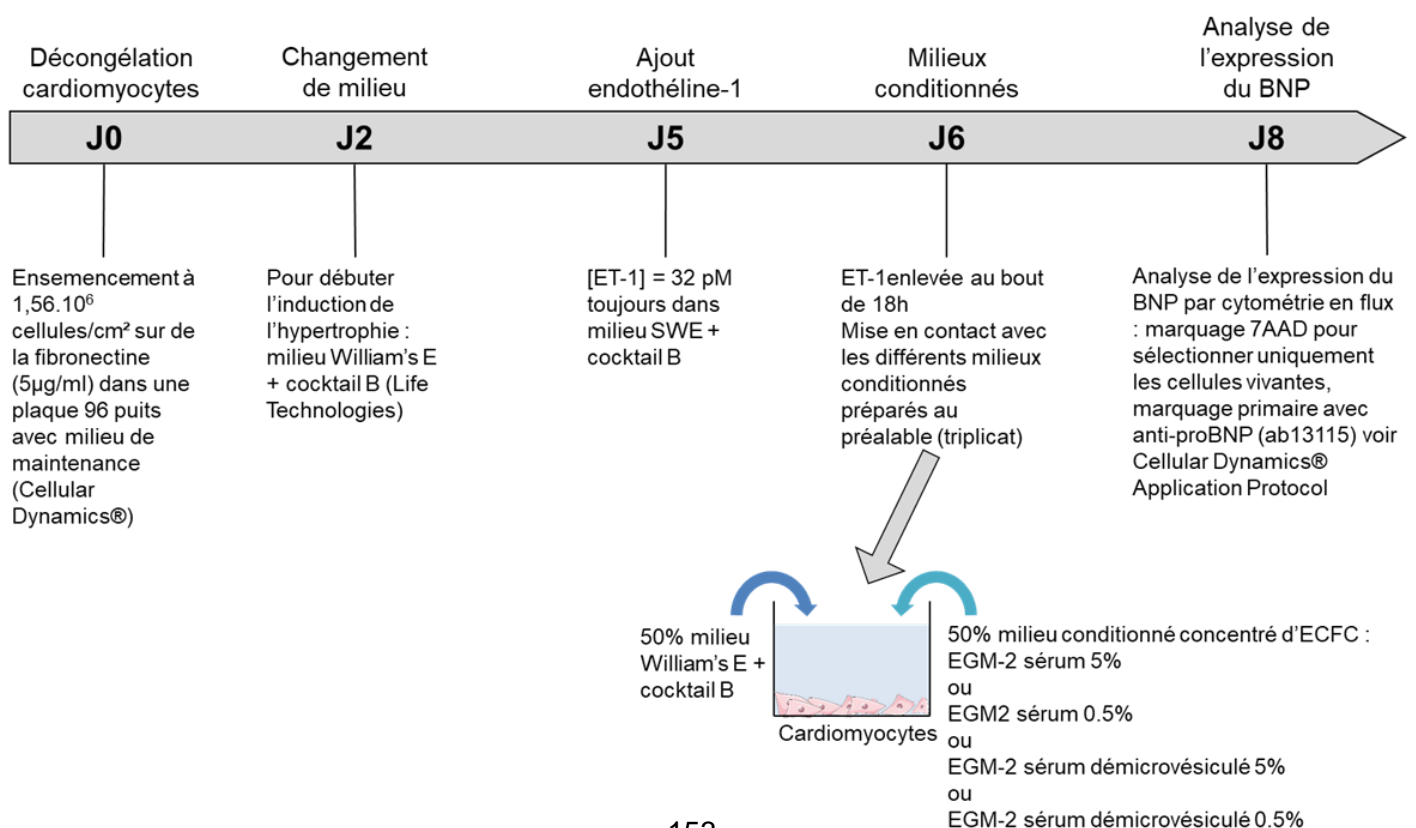 Décongélation
cardiomyocytes
Changement
de milieu
Ajout
endothéline-1
Milieux
conditionnés
Analyse de
l'expression
du BNP
J0
J2
J5
J6
J8
Ensemencement à
1,56.10⁶
cellules/cm² sur de
la fibronectine
(5µg/ml) dans une
plaque 96 puits
avec milieu de
maintenance
(Cellular
Dynamics®)
Pour débuter
l'induction de
l'hypertrophie :
milieu William's E
+ cocktail B (Life
Technologies)
[ET-1] = 32 pM
toujours dans
milieu SWE +
cocktail B
ET-1enlevée au bout
de 18h
Mise en contact avec
les différents milieux
conditionnés
préparés au
préalable (triplicat)
Analyse de l'expression du
BNP par cytométrie en flux
: marquage 7AAD pour
sélectionner uniquement
les cellules vivantes,
marquage primaire avec
anti-proBNP (ab13115) voir
Cellular Dynamics®
Application Protocol
50% milieu
William's E +
cocktail B
Cardiomyocytes
50% milieu conditionné concentré d'ECFC :
EGM-2 sérum 5%
ou
EGM2 sérum 0.5%
ou
EGM-2 sérum démicrovésiculé 5%
ou
EGM-2 sérum démicrovésiculé 0.5%